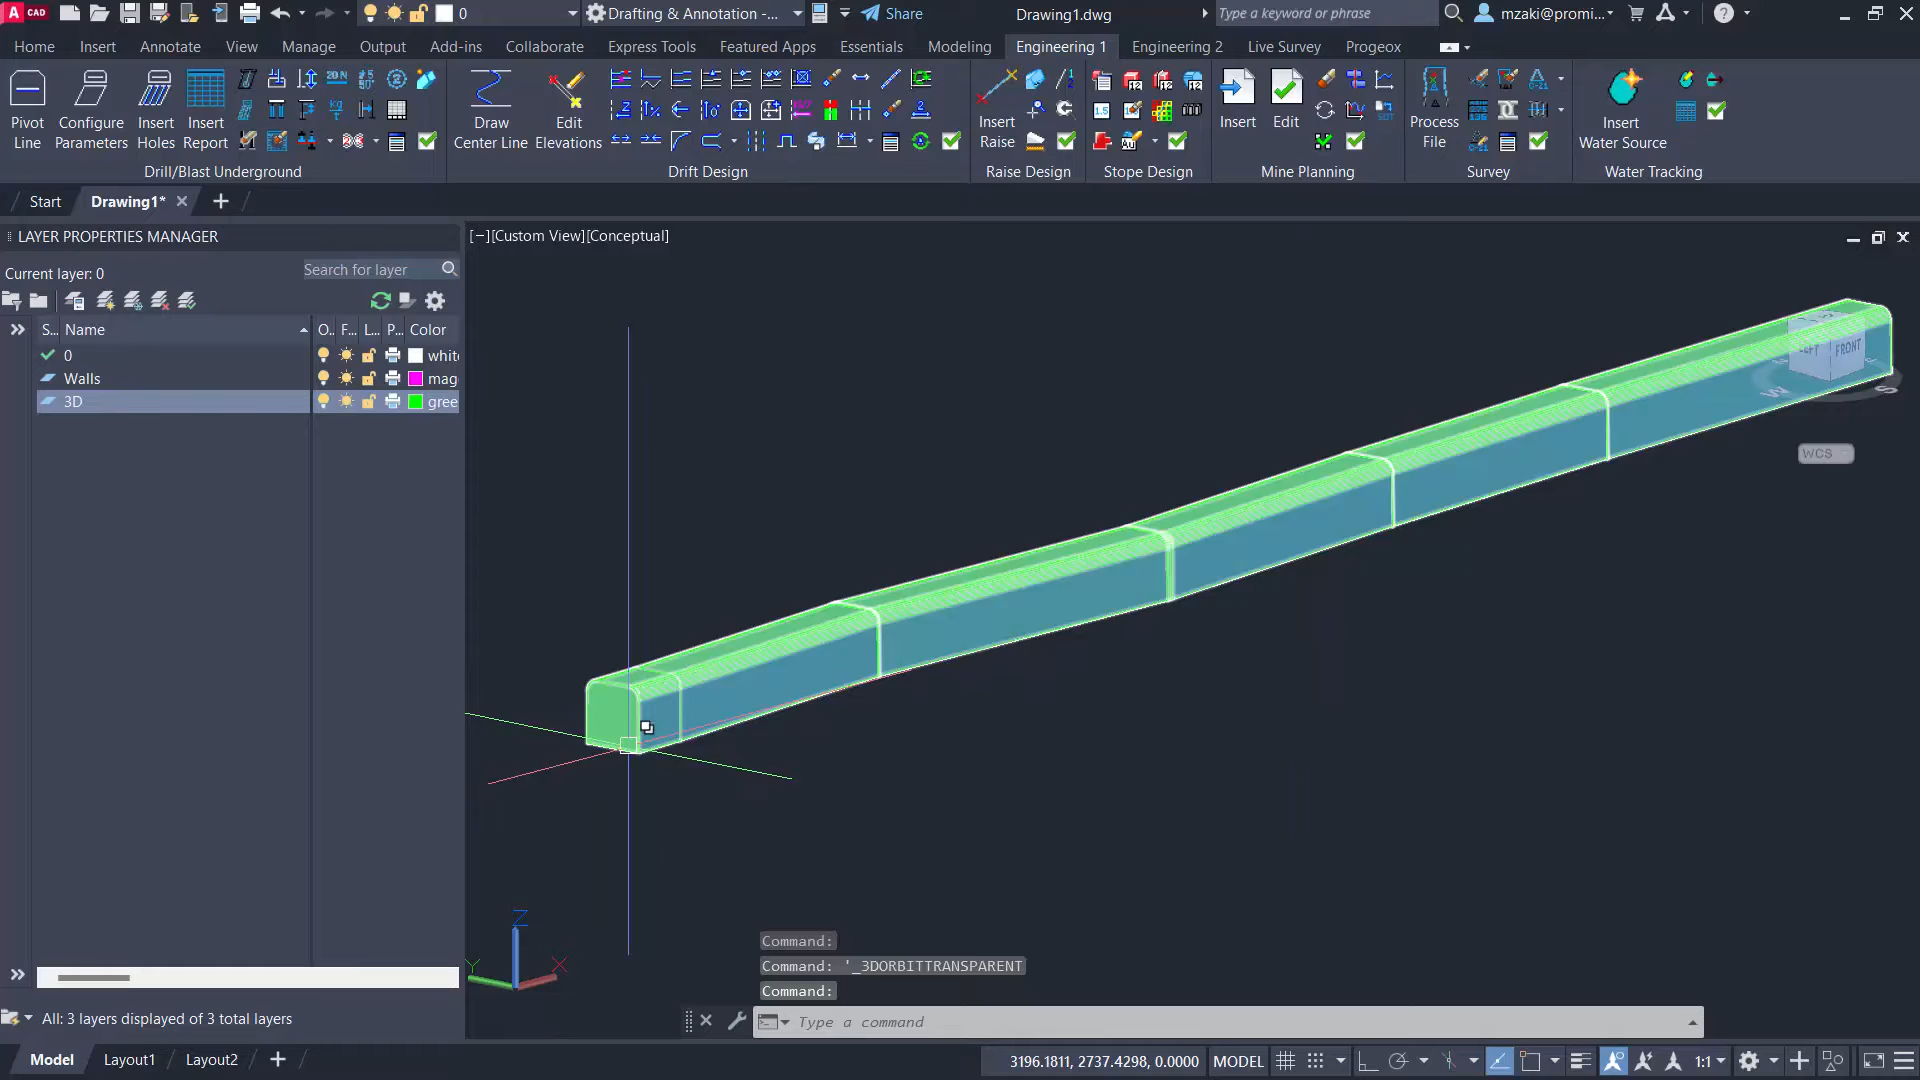 A CAD
0
Drafting & Annotation -...
Share
Drawing1.dwg
Type a keyword or phrase
mzaki@promi...
Home
Insert
Annotate
View
Manage
Output
Add-ins
Collaborate
Express Tools
Featured Apps
Essentials
Modeling
Engineering 1
Engineering 2
Live Survey
Progeox
Pivot
Line
Configure
Parameters
Insert
Holes
Insert
Report
Drill/Blast Underground
Draw
Center Line
Edit
Elevations
Drift Design
Insert
Raise
Raise Design
Stope Design
Insert
Edit
Mine Planning
Process
File
Survey
Insert
Water Source
Water Tracking
Start
Drawing1*
LAYER PROPERTIES MANAGER
Current layer: 0
Search for layer
S..
Name
O.
F...
L...
P..
Color
0
white
Walls
mag
3D
gree
All: 3 layers displayed of 3 total layers
[−][Custom View][Conceptual]
LEFT
FRONT
S
WCS
Z
Y
X
Command:
Command: '_3DORBITTRANSPARENT
Command:
Type a command
Model
Layout1
Layout2
3196.1811, 2737.4298, 0.0000
MODEL
1:1